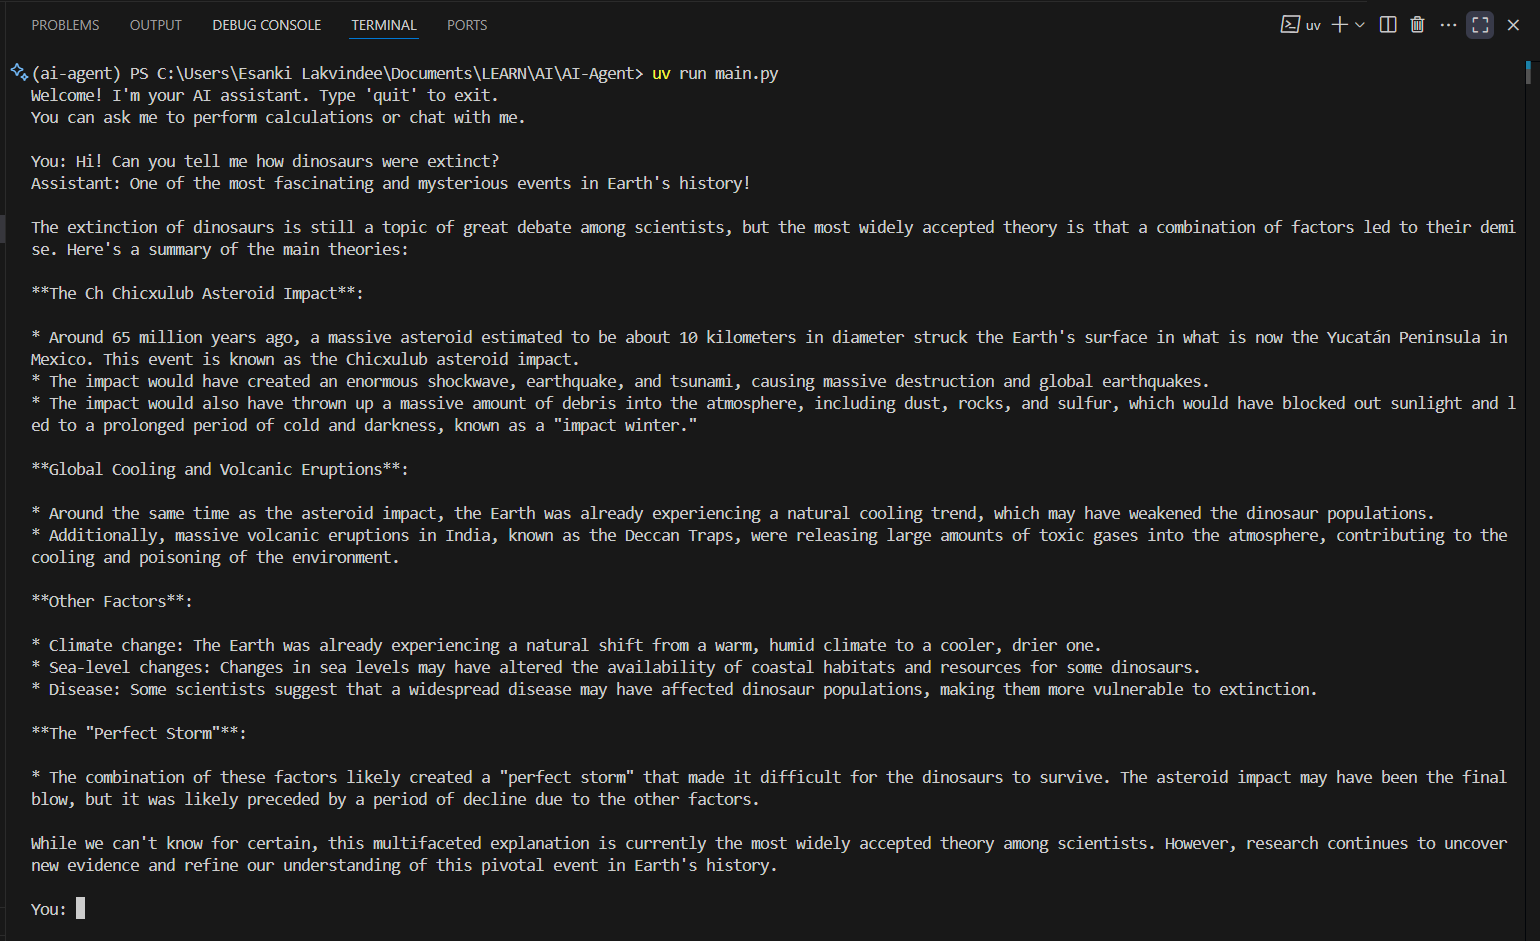 PROBLEMS OUTPUT DEBUG CONSOLE TERMINAL PORTS uv
(ai-agent) PS C:\Users\Esanki Lakvindee\Documents\LEARN\AI\AI-Agent> uv run main.py
Welcome! I'm your AI assistant. Type 'quit' to exit.
You can ask me to perform calculations or chat with me.
You: Hi! Can you tell me how dinosaurs were extinct?
Assistant: One of the most fascinating and mysterious events in Earth's history!
The extinction of dinosaurs is still a topic of great debate among scientists, but the most widely accepted theory is that a combination of factors led to their demi
se. Here's a summary of the main theories:
**The Ch Chicxulub Asteroid Impact**:
* Around 65 million years ago, a massive asteroid estimated to be about 10 kilometers in diameter struck the Earth's surface in what is now the Yucatán Peninsula in
Mexico. This event is known as the Chicxulub asteroid impact.
* The impact would have created an enormous shockwave, earthquake, and tsunami, causing massive destruction and global earthquakes.
* The impact would also have thrown up a massive amount of debris into the atmosphere, including dust, rocks, and sulfur, which would have blocked out sunlight and l
ed to a prolonged period of cold and darkness, known as a "impact winter."
**Global Cooling and Volcanic Eruptions**:
* Around the same time as the asteroid impact, the Earth was already experiencing a natural cooling trend, which may have weakened the dinosaur populations.
* Additionally, massive volcanic eruptions in India, known as the Deccan Traps, were releasing large amounts of toxic gases into the atmosphere, contributing to the
cooling and poisoning of the environment.
**Other Factors**:
* Climate change: The Earth was already experiencing a natural shift from a warm, humid climate to a cooler, drier one.
* Sea-level changes: Changes in sea levels may have altered the availability of coastal habitats and resources for some dinosaurs.
* Disease: Some scientists suggest that a widespread disease may have affected dinosaur populations, making them more vulnerable to extinction.
**The "Perfect Storm"**:
* The combination of these factors likely created a "perfect storm" that made it difficult for the dinosaurs to survive. The asteroid impact may have been the final
blow, but it was likely preceded by a period of decline due to the other factors.
While we can't know for certain, this multifaceted explanation is currently the most widely accepted theory among scientists. However, research continues to uncover
new evidence and refine our understanding of this pivotal event in Earth's history.
You: